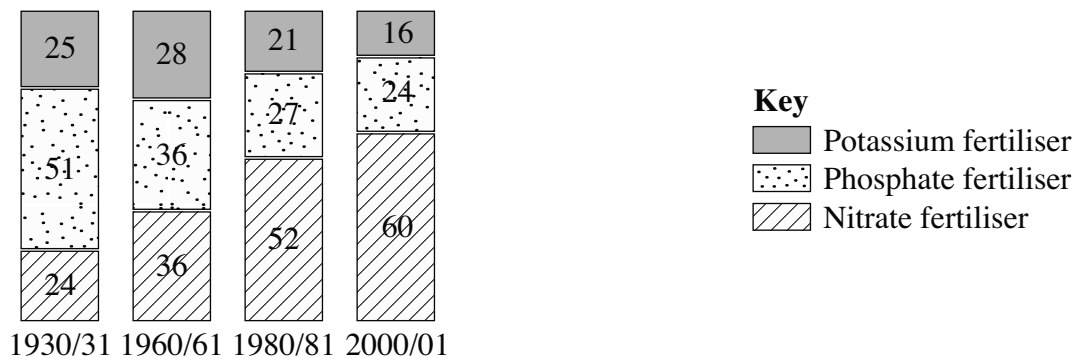 25 28 21 16
51 36 27 24
24 36 52 60
1930/31 1960/61 1980/81 2000/01
Key
Potassium fertiliser
Phosphate fertiliser
Nitrate fertiliser